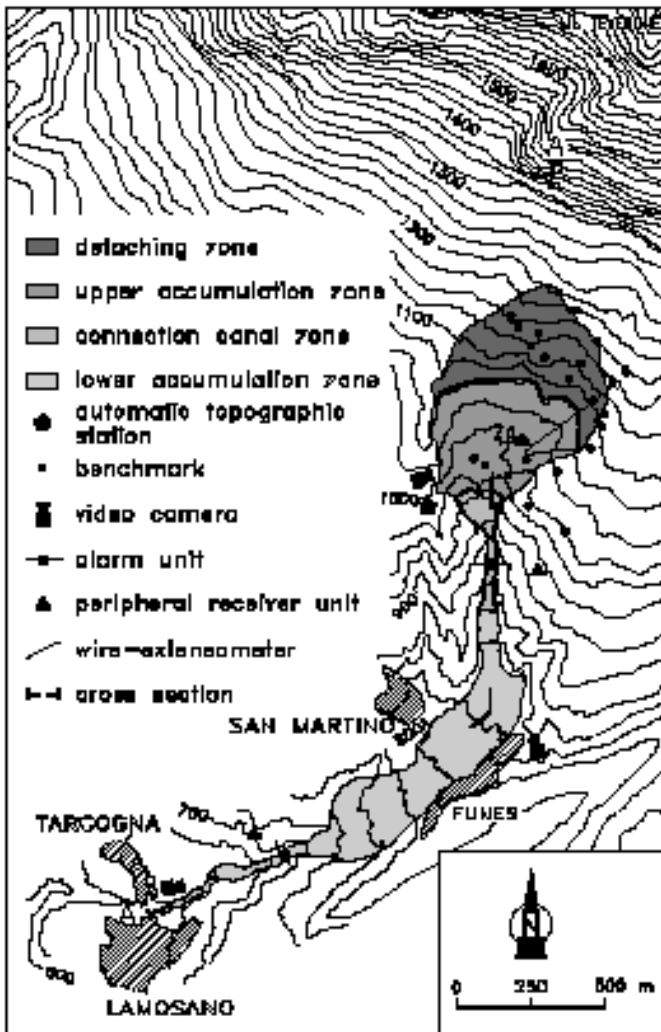 1500
1400
1300
detaching zone
upper accumulation zone
connection canal zone
lower accumulation zone
automatic topographic
station
benchmark
video camera
alarm unit
peripheral receiver unit
wire-extensometer
cross section
1100
1000
900
SAN MARTINO
700
FUNES
TARCOGNA
LAMOSANO
N
0 250 500 m